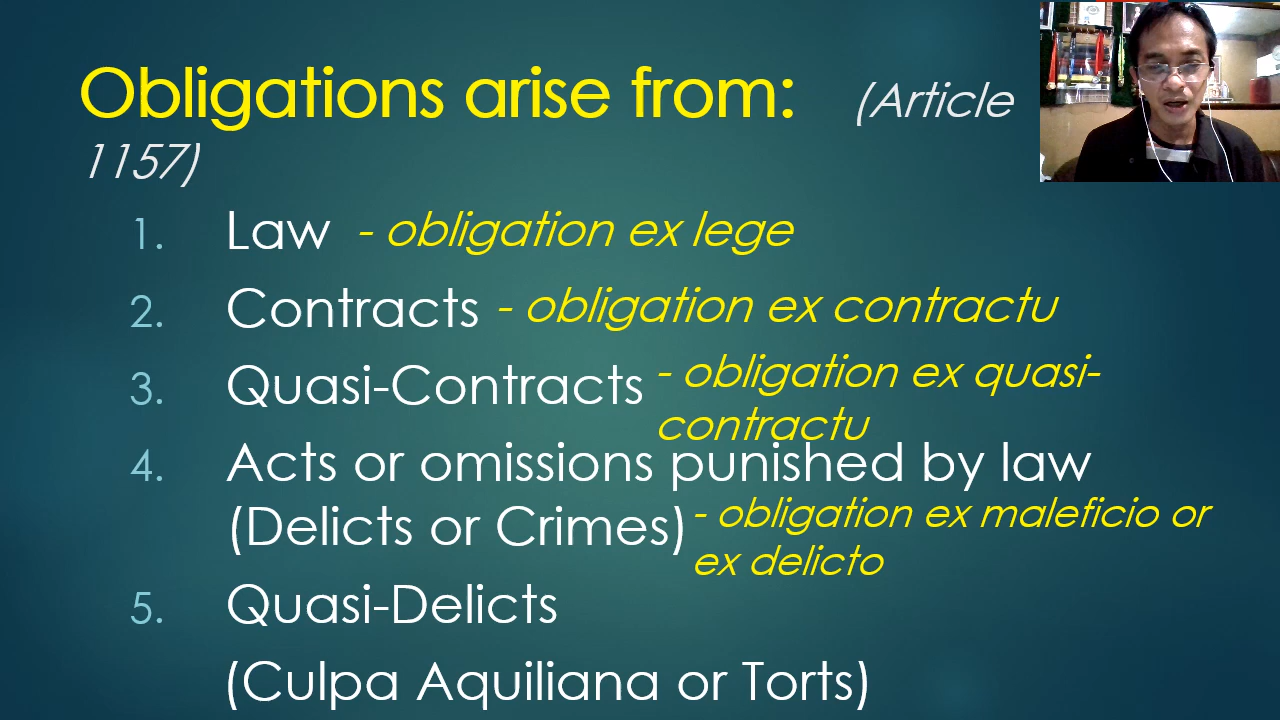 Obligations arise from: (Article
1157)
1. Law - obligation ex lege
2. Contracts - obligation ex contractu
3. Quasi-Contracts - obligation ex quasi-
contractu
4. Acts or omissions punished by law
(Delicts or Crimes) - obligation ex maleficio or
ex delicto
5. Quasi-Delicts
(Culpa Aquiliana or Torts)